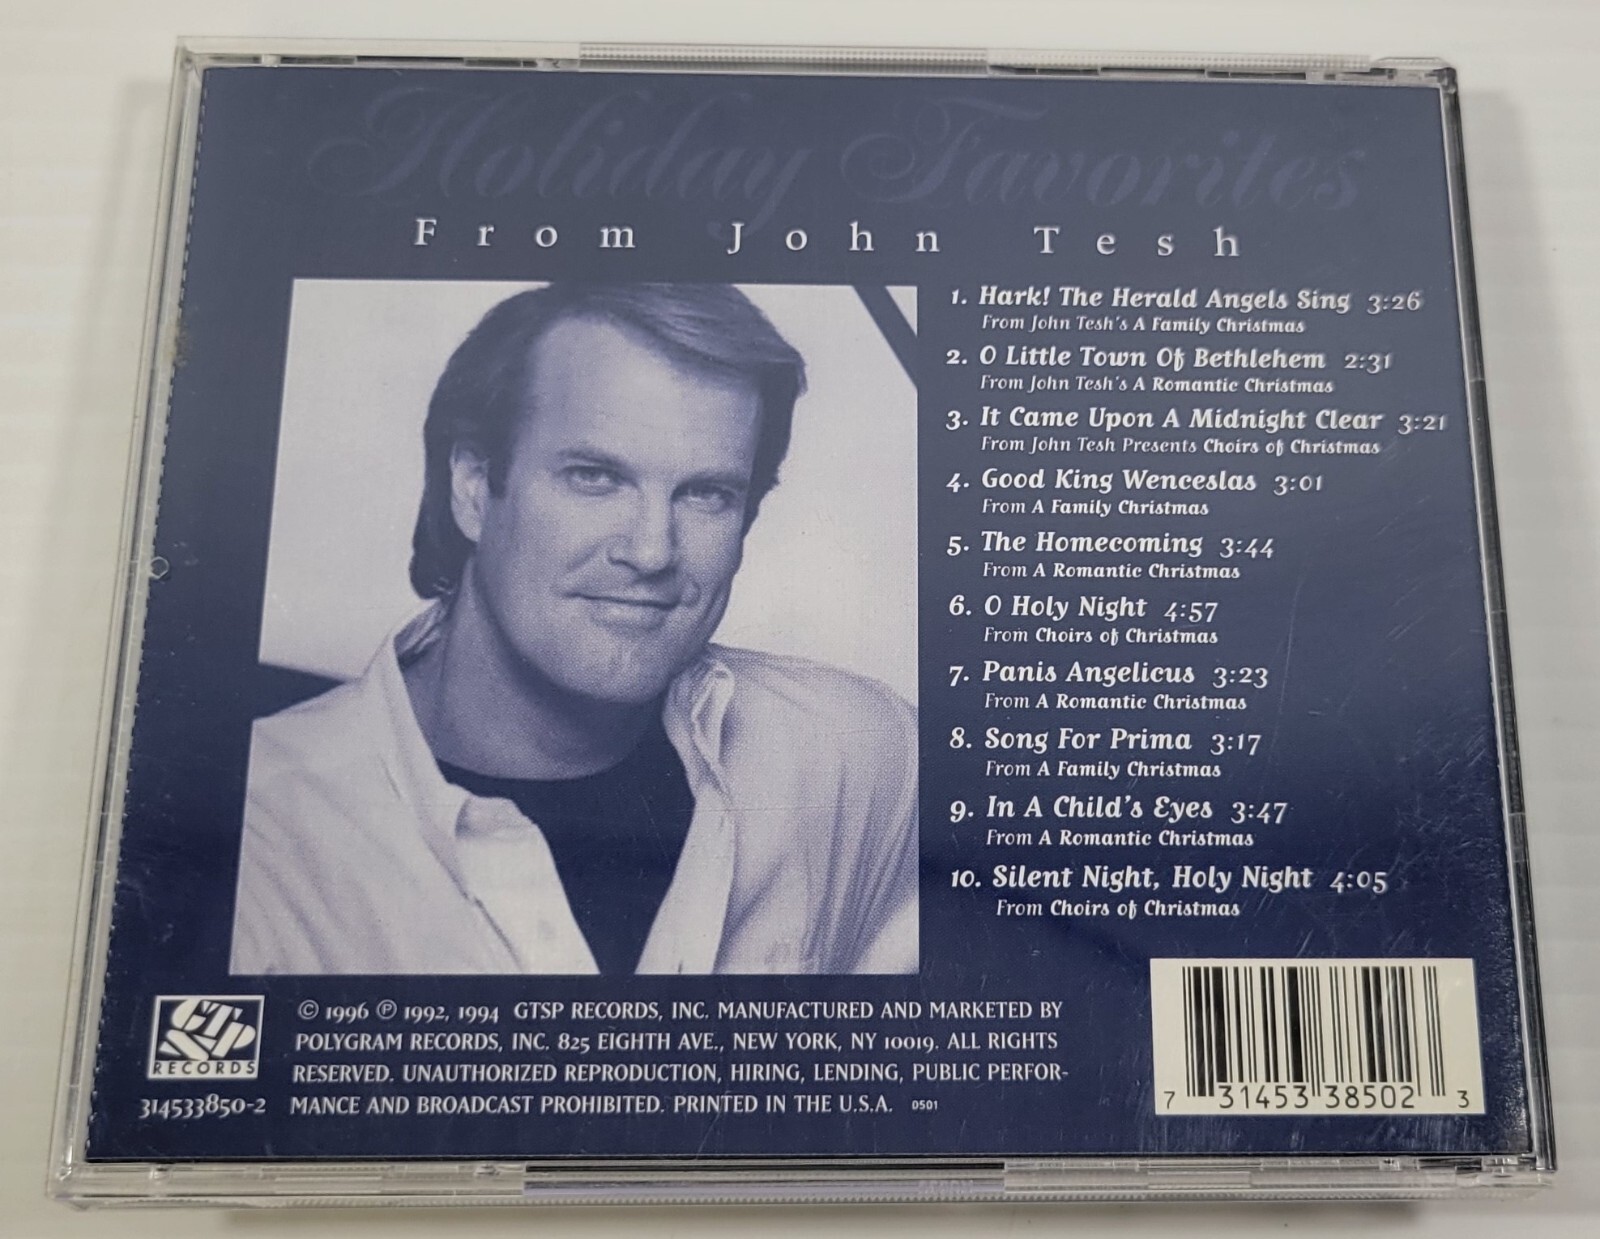 Holiday Favorites
From John Tesh
1. Hark! The Herald Angels Sing 3:26
From John Tesh's A Family Christmas
2. O Little Town Of Bethlehem 2:31
From John Tesh's A Romantic Christmas
3. It Came Upon A Midnight Clear 3:21
From John Tesh Presents Choirs of Christmas
4. Good King Wenceslas 3:01
From A Family Christmas
5. The Homecoming 3:44
From A Romantic Christmas
6. O Holy Night 4:57
From Choirs of Christmas
7. Panis Angelicus 3:23
From A Romantic Christmas
8. Song For Prima 3:17
From A Family Christmas
9. In A Child's Eyes 3:47
From A Romantic Christmas
10. Silent Night, Holy Night 4:05
From Choirs of Christmas
GTSP
RECORDS
314533850-2
© 1996 ℗ 1992, 1994 GTSP RECORDS, INC. MANUFACTURED AND MARKETED BY
POLYGRAM RECORDS, INC. 825 EIGHTH AVE., NEW YORK, NY 10019. ALL RIGHTS
RESERVED. UNAUTHORIZED REPRODUCTION, HIRING, LENDING, PUBLIC PERFOR-
MANCE AND BROADCAST PROHIBITED. PRINTED IN THE U.S.A. 0501
7 31453 38502 3